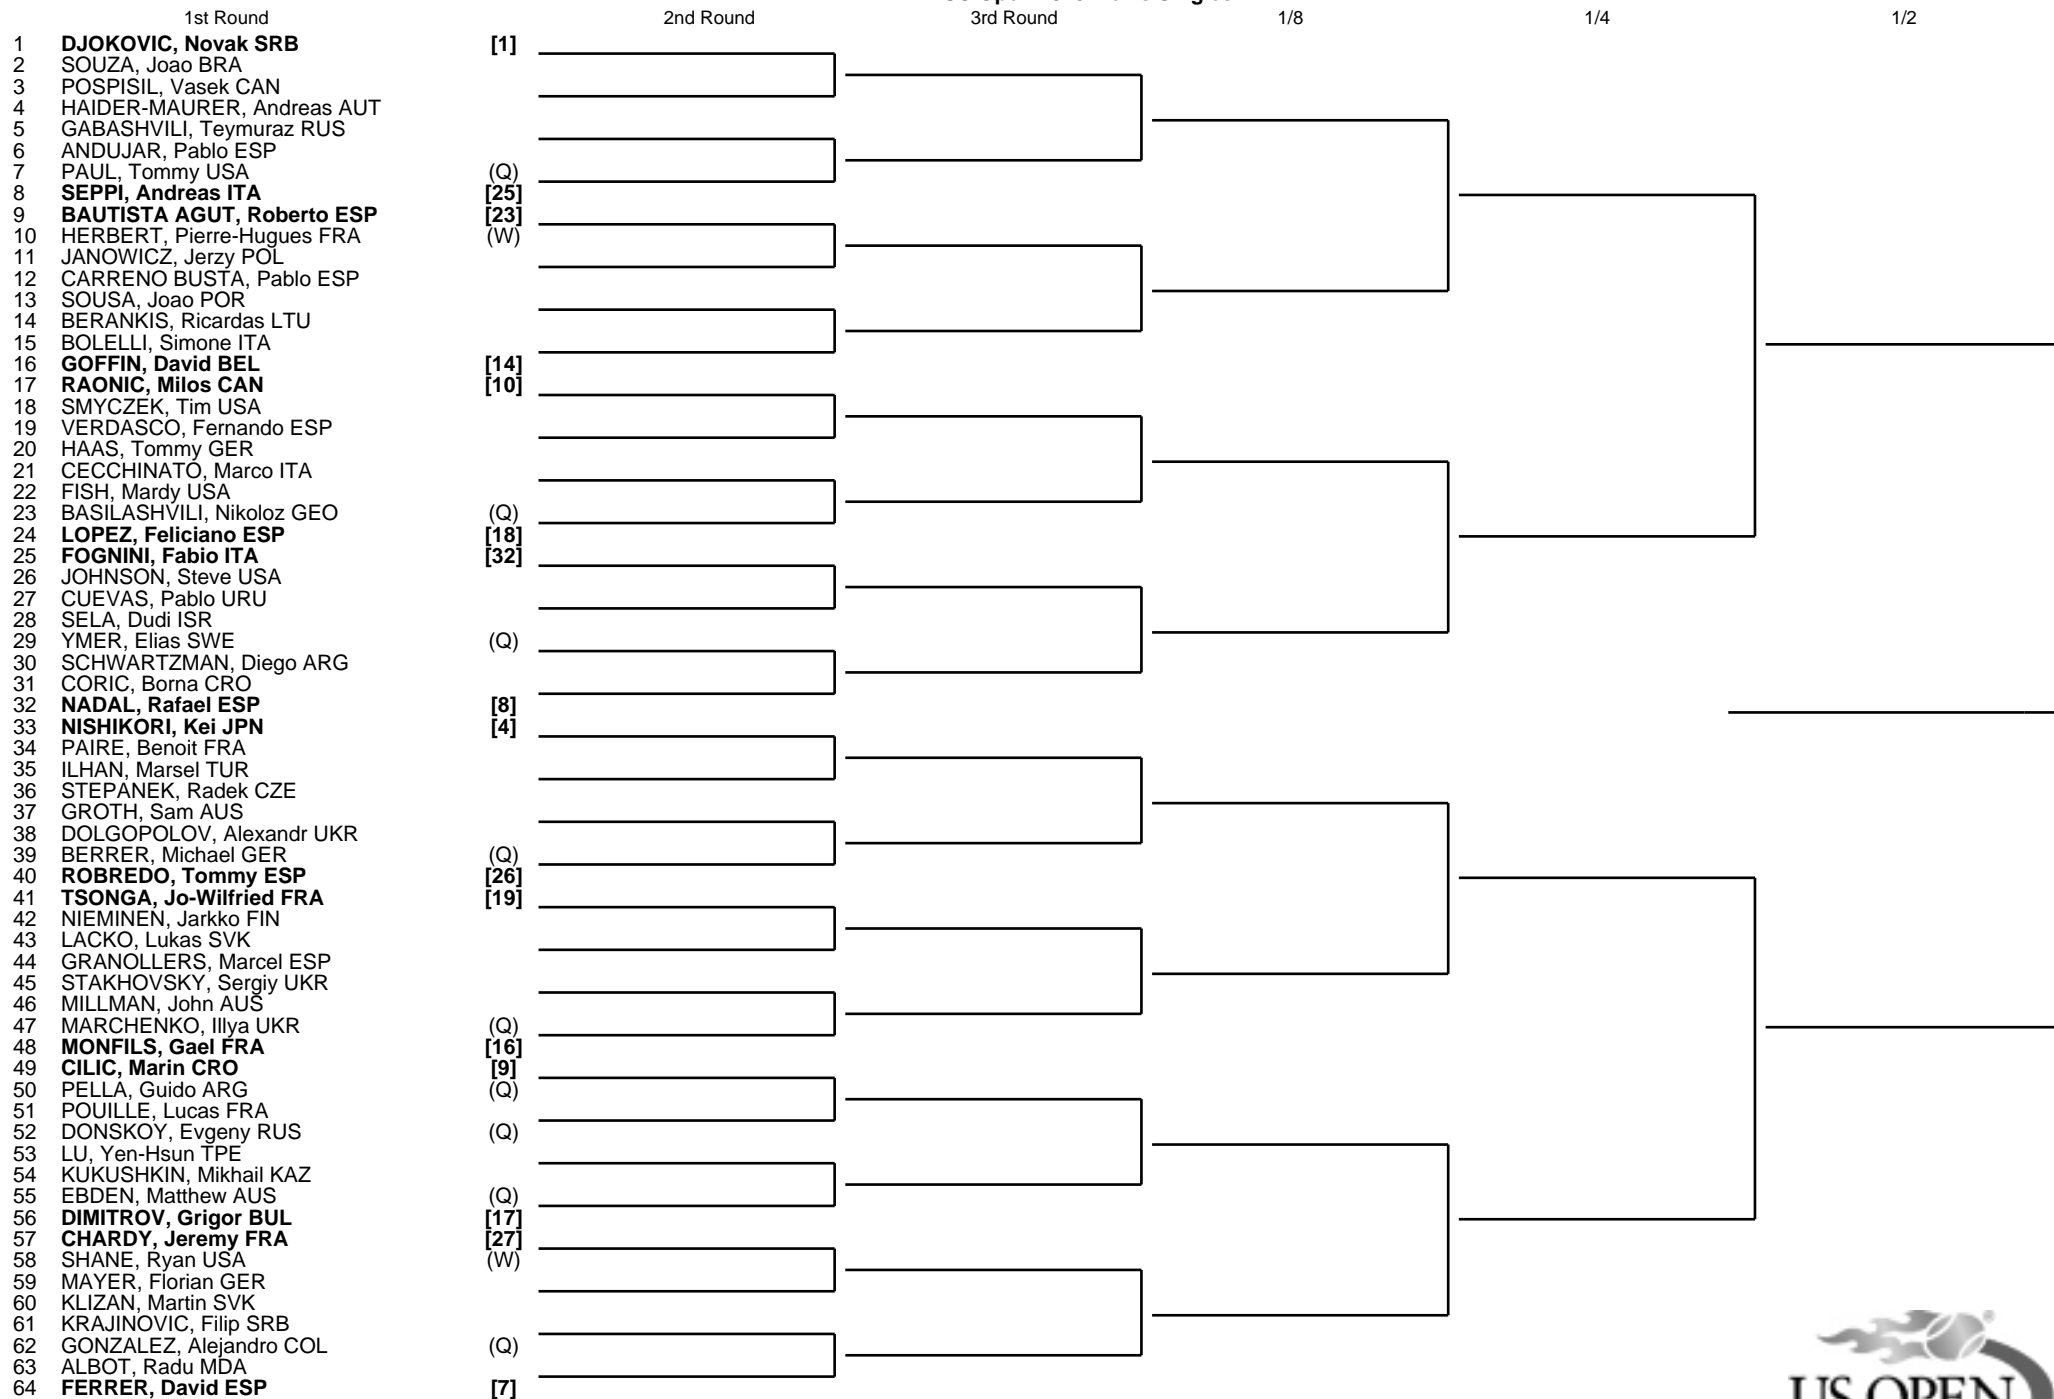 1st Round 2nd Round 3rd Round 1/8 1/4 1/2
1 DJOKOVIC, Novak SRB [1]
2 SOUZA, Joao BRA
3 POSPISIL, Vasek CAN
4 HAIDER-MAURER, Andreas AUT
5 GABASHVILI, Teymuraz RUS
6 ANDUJAR, Pablo ESP
7 PAUL, Tommy USA (Q)
8 SEPPI, Andreas ITA [25]
9 BAUTISTA AGUT, Roberto ESP [23]
10 HERBERT, Pierre-Hugues FRA (W)
11 JANOWICZ, Jerzy POL
12 CARRENO BUSTA, Pablo ESP
13 SOUSA, Joao POR
14 BERANKIS, Ricardas LTU
15 BOLELLI, Simone ITA
16 GOFFIN, David BEL [14]
17 RAONIC, Milos CAN [10]
18 SMYCZEK, Tim USA
19 VERDASCO, Fernando ESP
20 HAAS, Tommy GER
21 CECCHINATO, Marco ITA
22 FISH, Mardy USA
23 BASILASHVILI, Nikoloz GEO (Q)
24 LOPEZ, Feliciano ESP [18]
25 FOGNINI, Fabio ITA [32]
26 JOHNSON, Steve USA
27 CUEVAS, Pablo URU
28 SELA, Dudi ISR
29 YMER, Elias SWE (Q)
30 SCHWARTZMAN, Diego ARG
31 CORIC, Borna CRO
32 NADAL, Rafael ESP [8]
33 NISHIKORI, Kei JPN [4]
34 PAIRE, Benoit FRA
35 ILHAN, Marsel TUR
36 STEPANEK, Radek CZE
37 GROTH, Sam AUS
38 DOLGOPOLOV, Alexandr UKR
39 BERRER, Michael GER (Q)
40 ROBREDO, Tommy ESP [26]
41 TSONGA, Jo-Wilfried FRA [19]
42 NIEMINEN, Jarkko FIN
43 LACKO, Lukas SVK
44 GRANOLLERS, Marcel ESP
45 STAKHOVSKY, Sergiy UKR
46 MILLMAN, John AUS
47 MARCHENKO, Illya UKR (Q)
48 MONFILS, Gael FRA [16]
49 CILIC, Marin CRO [9]
50 PELLA, Guido ARG (Q)
51 POUILLE, Lucas FRA
52 DONSKOY, Evgeny RUS (Q)
53 LU, Yen-Hsun TPE
54 KUKUSHKIN, Mikhail KAZ
55 EBDEN, Matthew AUS (Q)
56 DIMITROV, Grigor BUL [17]
57 CHARDY, Jeremy FRA [27]
58 SHANE, Ryan USA (W)
59 MAYER, Florian GER
60 KLIZAN, Martin SVK
61 KRAJINOVIC, Filip SRB
62 GONZALEZ, Alejandro COL (Q)
63 ALBOT, Radu MDA
64 FERRER, David ESP [7]
US OPEN